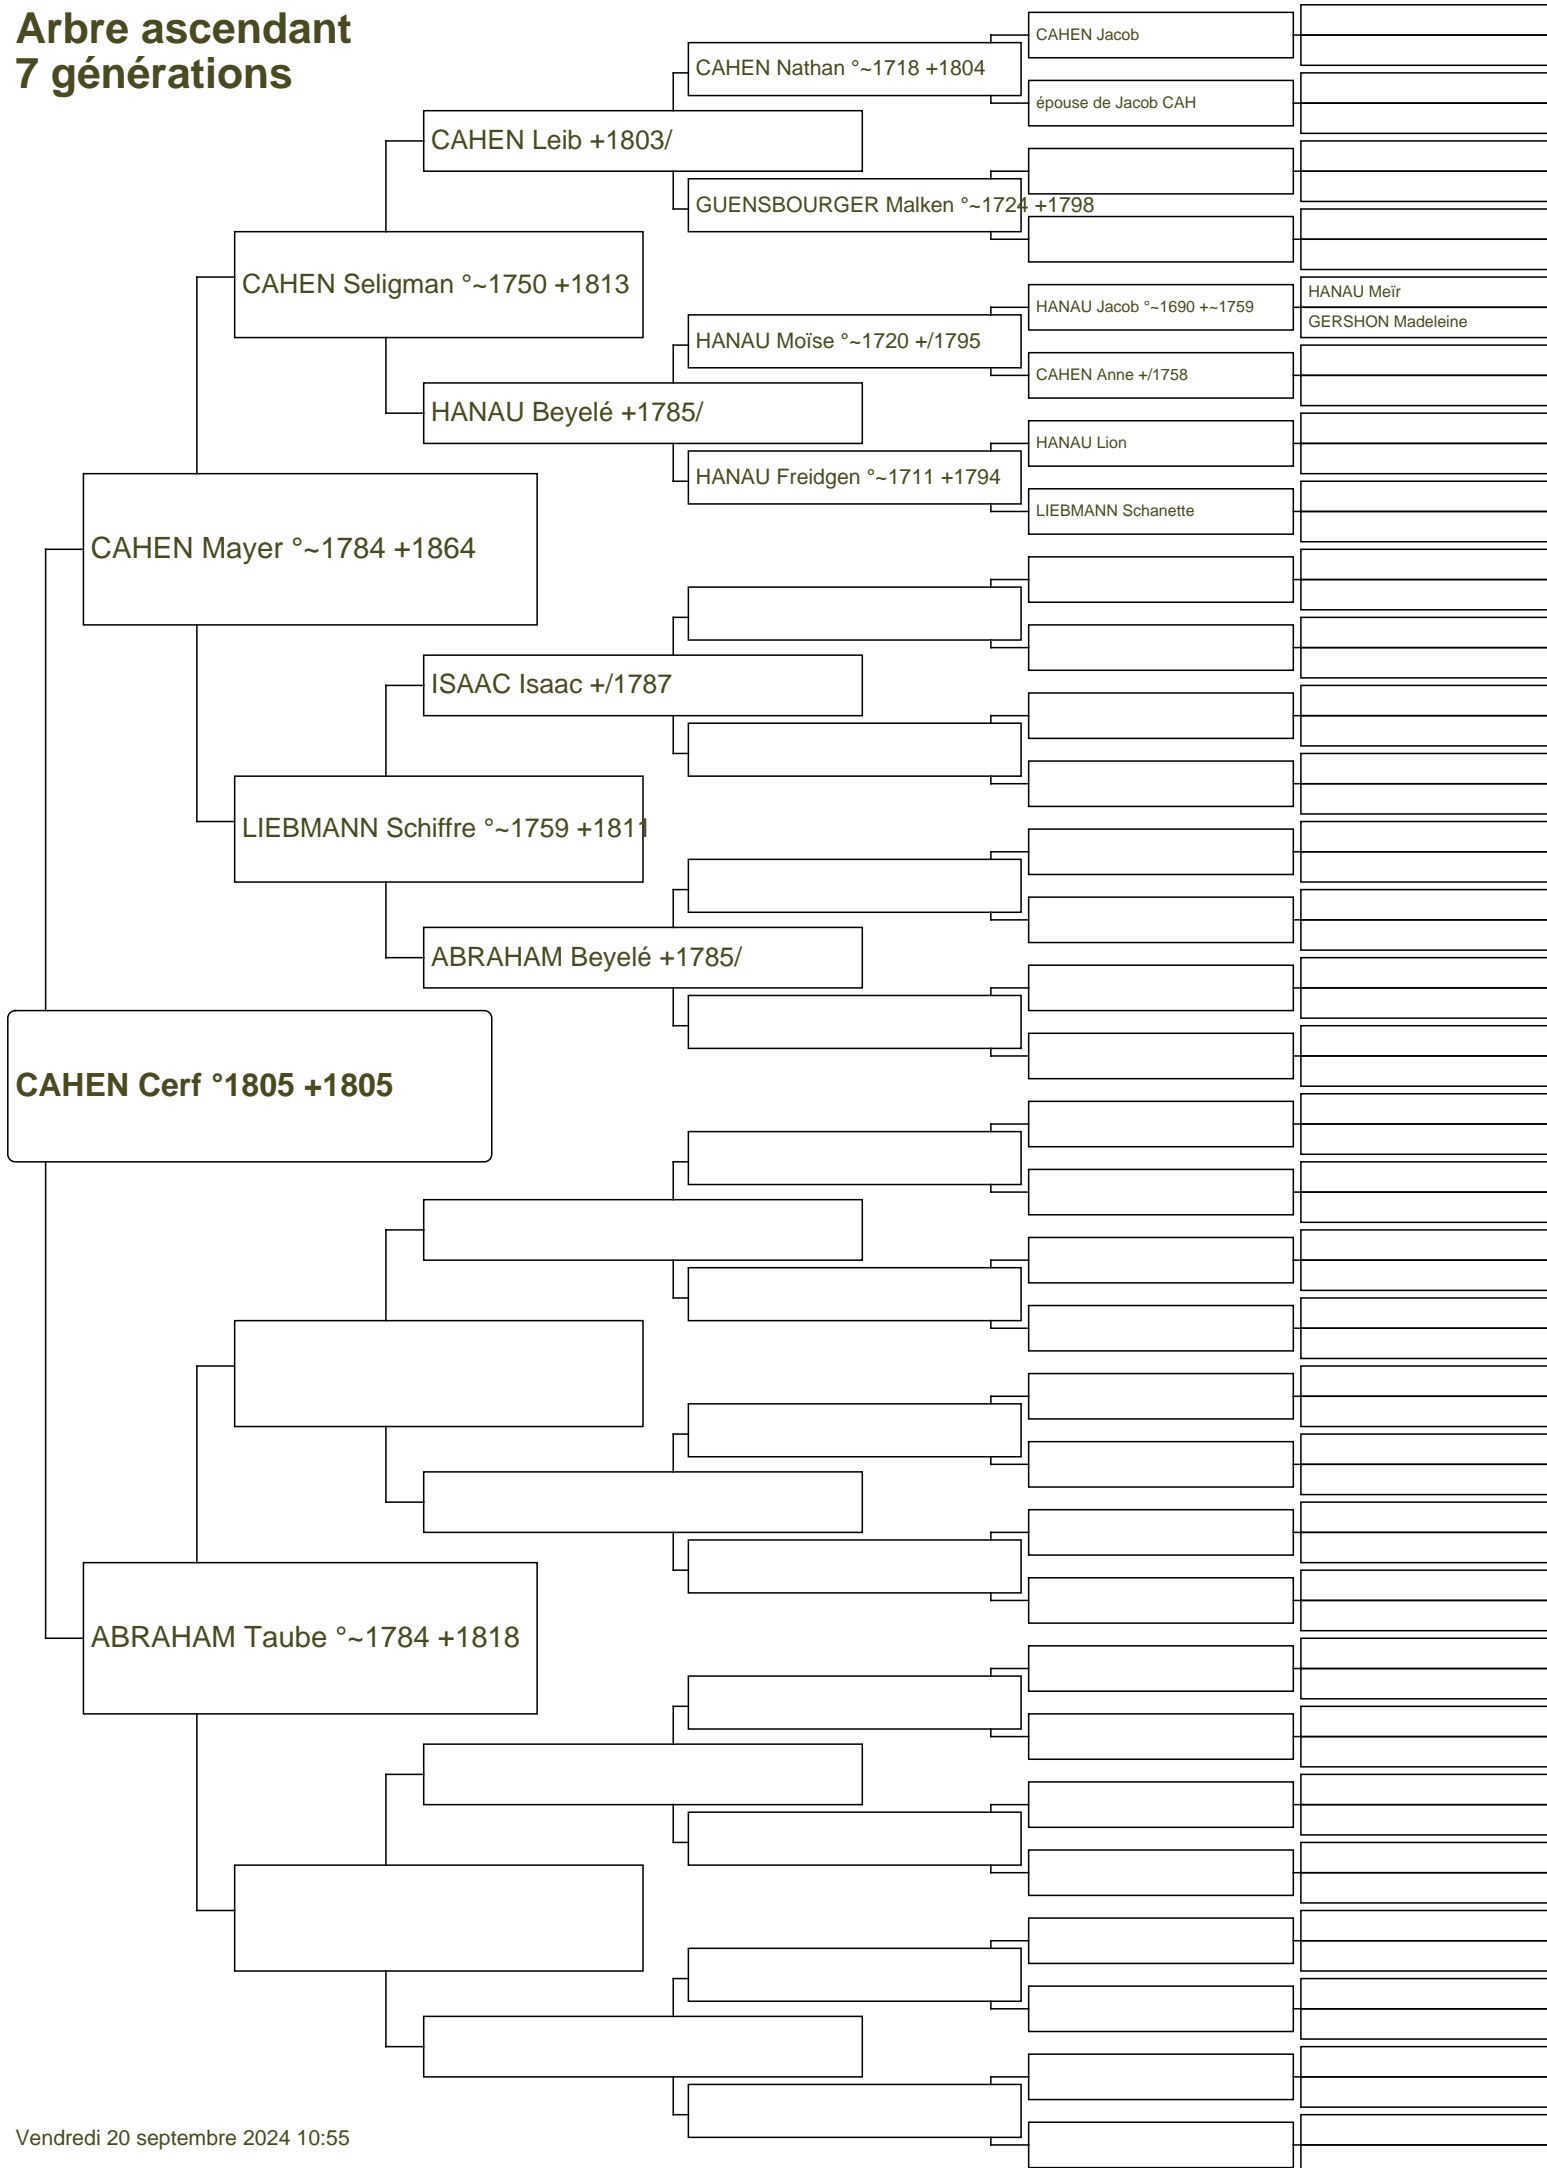 Arbre ascendant
7 générations
CAHEN Jacob
CAHEN Nathan °~1718 +1804
épouse de Jacob CAH
CAHEN Leib +1803/
GUENSBOURGER Malken °~1724 +1798
CAHEN Seligman °~1750 +1813
HANAU Meïr
HANAU Jacob °~1690 +~1759
GERSHON Madeleine
HANAU Moïse °~1720 +/1795
CAHEN Anne +/1758
HANAU Beyelé +1785/
HANAU Lion
HANAU Freidgen °~1711 +1794
LIEBMANN Schanette
CAHEN Mayer °~1784 +1864
ISAAC Isaac +/1787
LIEBMANN Schiffre °~1759 +1811
ABRAHAM Beyelé +1785/
CAHEN Cerf °1805 +1805
ABRAHAM Taube °~1784 +1818
Vendredi 20 septembre 2024 10:55